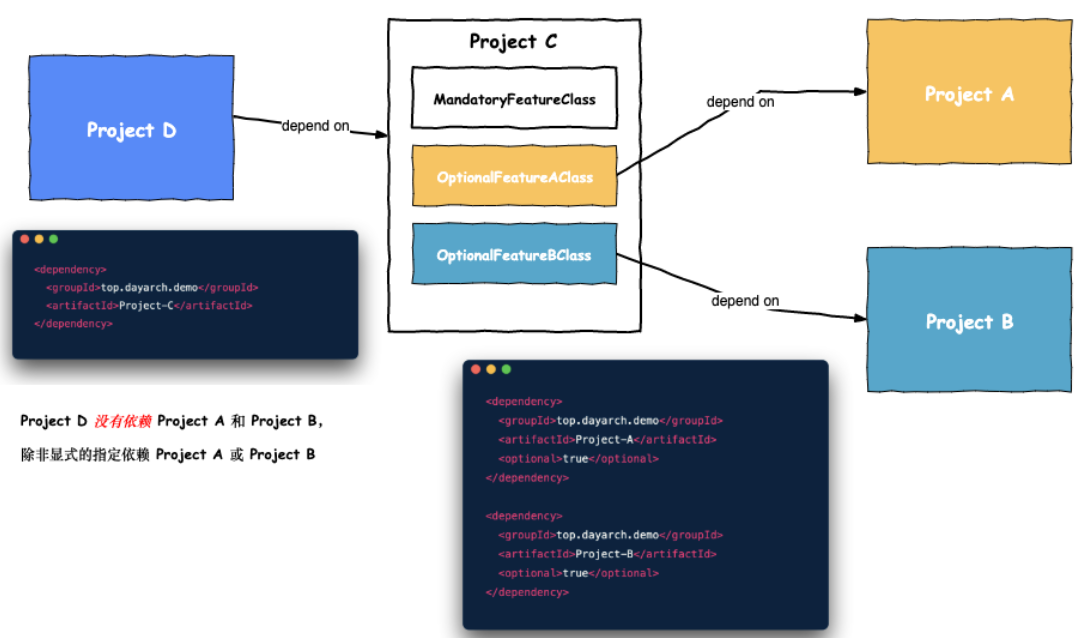 Project D
depend on
Project C
MandatoryFeatureClass
OptionalFeatureAClass
OptionalFeatureBClass
depend on
Project A
depend on
Project B
<dependency>
<groupId>top.dayarch.demo</groupId>
<artifactId>Project-C</artifactId>
</dependency>
Project D 没有依赖 Project A 和 Project B，
除非显式的指定依赖 Project A 或 Project B
<dependency>
<groupId>top.dayarch.demo</groupId>
<artifactId>Project-A</artifactId>
<optional>true</optional>
</dependency>
<dependency>
<groupId>top.dayarch.demo</groupId>
<artifactId>Project-B</artifactId>
<optional>true</optional>
</dependency>